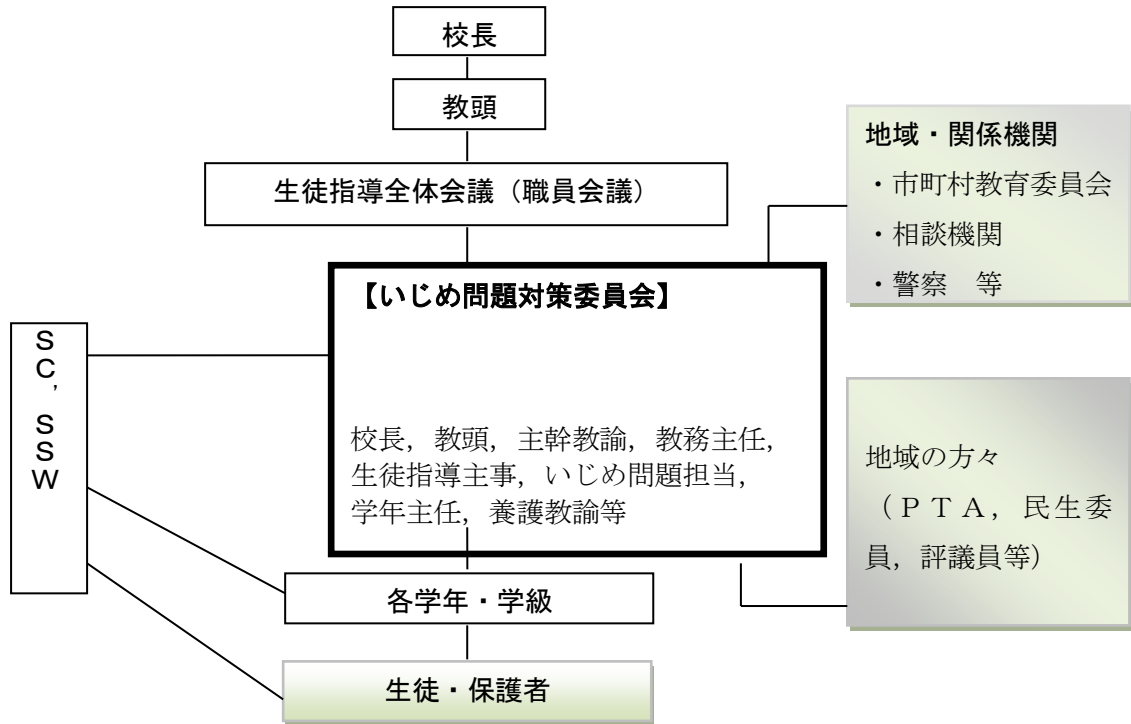 校長
教頭
生徒指導全体会議（職員会議）
地域・関係機関
・市町村教育委員会
・相談機関
・警察　等
【いじめ問題対策委員会】
校長，教頭，主幹教諭，教務主任，
生徒指導主事，いじめ問題担当，
学年主任，養護教諭等
ＳＣ，ＳＳＷ
地域の方々
（ＰＴＡ，民生委
員，評議員等）
各学年・学級
生徒・保護者